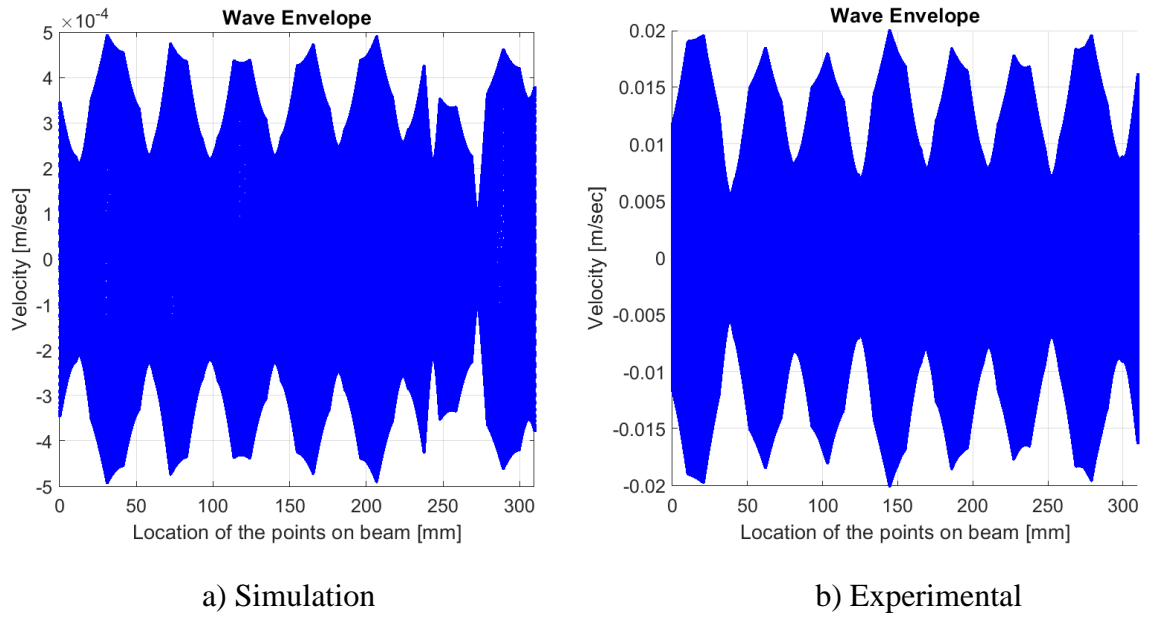 Wave Envelope
×10⁻⁴
5
4
3
2
1
0
-1
-2
-3
-4
-5
Velocity [m/sec]
0 50 100 150 200 250 300
Location of the points on beam [mm]
a) Simulation
Wave Envelope
0.02
0.015
0.01
0.005
0
-0.005
-0.01
-0.015
-0.02
Velocity [m/sec]
0 50 100 150 200 250 300
Location of the points on beam [mm]
b) Experimental